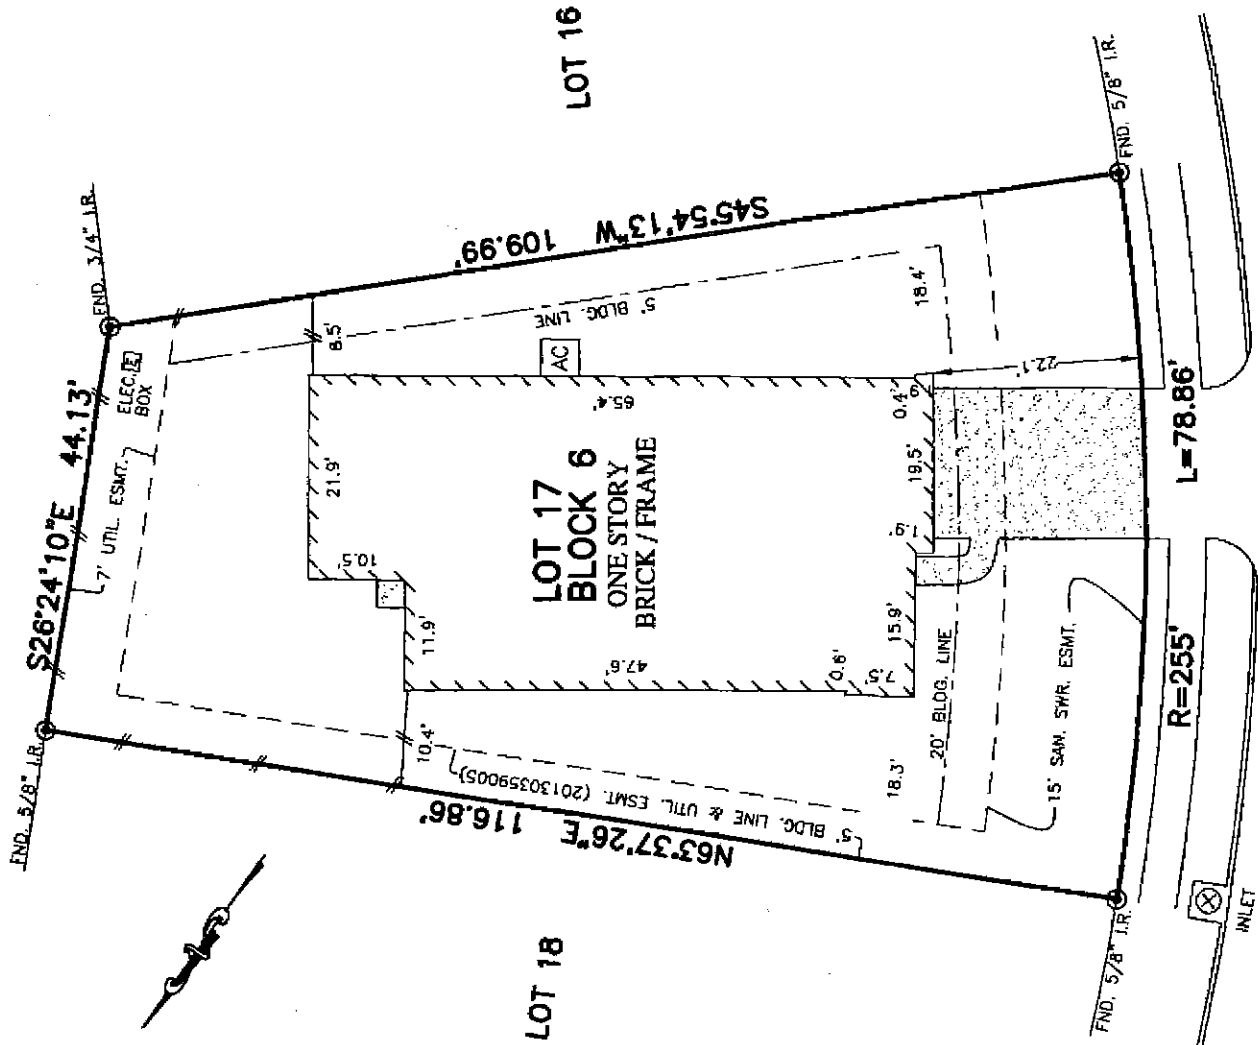 LOT 16
FND. 3/4" I.R.
FND. 5/8" I.R.
S26°24'10"E 44.13'
7' UTIL. ESMT.
ELEC. E
BOX
S45°54'13"W 109.99'
5' BLDG. LINE
8.5'
AC
21.9'
10.5'
11.9'
65.4'
LOT 17
BLOCK 6
ONE STORY
BRICK / FRAME
47.6'
0.6'
7.5'
15.9'
1.9'
19.5'
0.4'
18.4'
22.1'
10.4'
5' BLDG. LINE & UTIL. ESMT. (2013035900S)
N63°37'26"E 116.86'
18.3'
20' BLDG. LINE
15' SAN. SWR. ESMT.
R=255'
L=78.86'
FND. 5/8" I.R.
FND. 5/8" I.R.
INLET
LOT 18